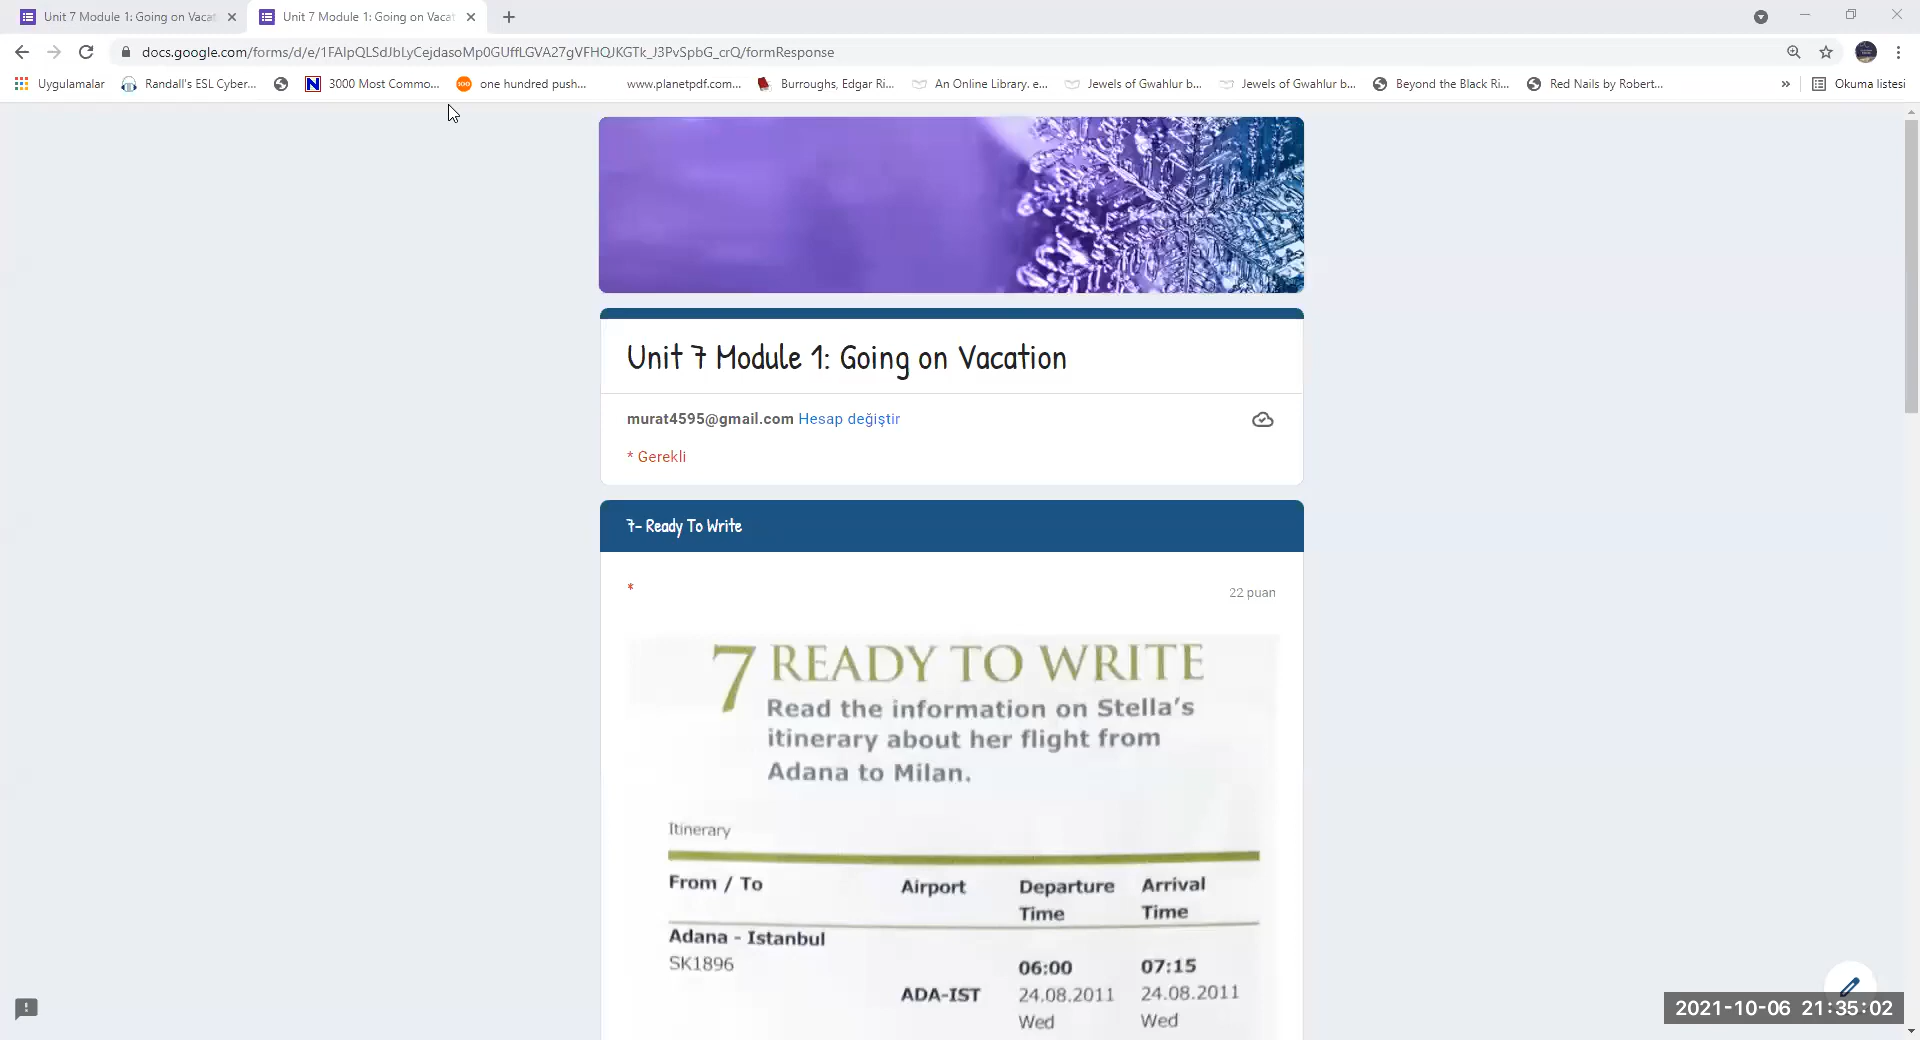 Unit 7 Module 1: Going on Vacat
Unit 7 Module 1: Going on Vacat
docs.google.com/forms/d/e/1FAIpQLSdJbLyCejdasoMp0GUffLGVA27gVFHQJKGTk_J3PvSpbG_crQ/formResponse
Uygulamalar
Randall's ESL Cyber...
3000 Most Commo...
100
one hundred push...
www.planetpdf.com...
Burroughs, Edgar Ri...
An Online Library. e...
Jewels of Gwahlur b...
Jewels of Gwahlur b...
Beyond the Black Ri...
Red Nails by Robert...
»
Okuma listesi
Unit 7 Module 1: Going on Vacation
murat4595@gmail.com Hesap değiştir
* Gerekli
7- Ready To Write
*
22 puan
7 READY TO WRITE
Read the information on Stella's
itinerary about her flight from
Adana to Milan.
Itinerary
From / To Airport Departure Time Arrival Time
Adana - Istanbul
SK1896
06:00 07:15
ADA-IST 24.08.2011 24.08.2011
Wed Wed
2021-10-06 21:35:02